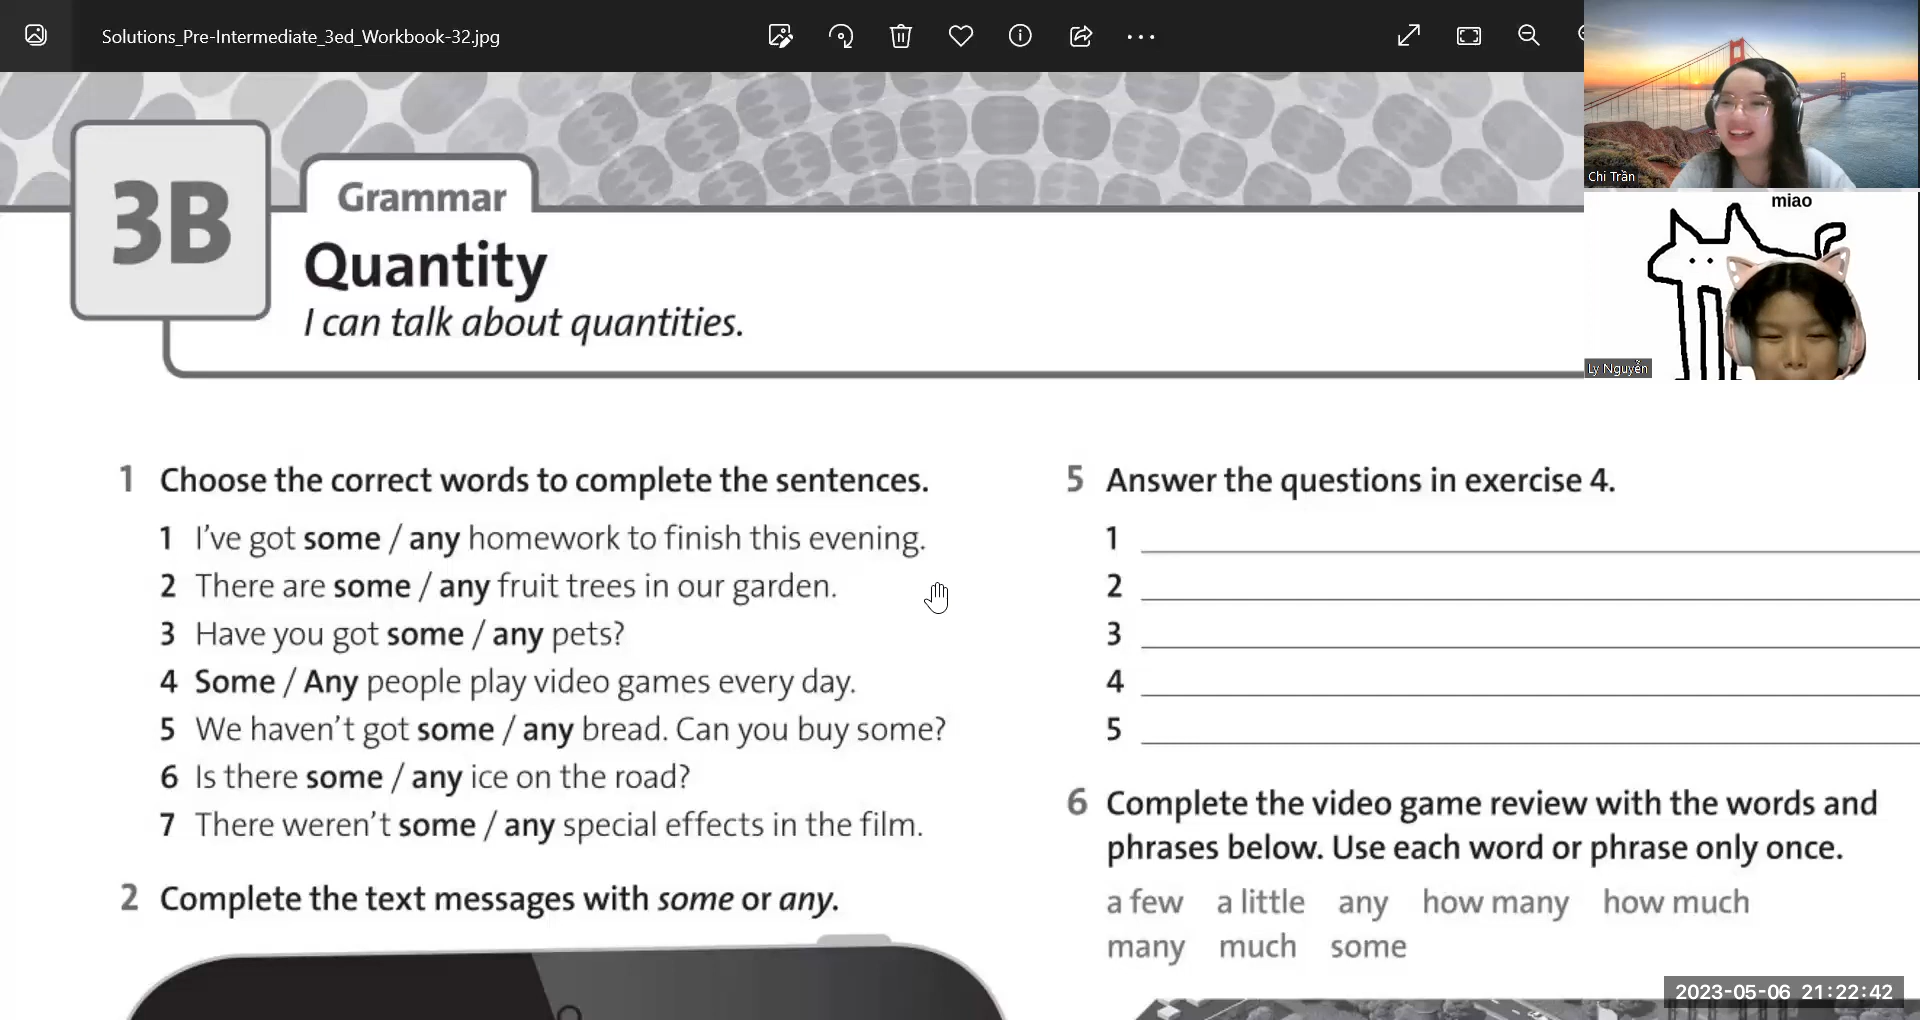 Solutions_Pre-Intermediate_3ed_Workbook-32.jpg
Chi Trần
miao
Ly Nguyễn
3B
Grammar
Quantity
I can talk about quantities.
1 Choose the correct words to complete the sentences.
1 I've got some / any homework to finish this evening.
2 There are some / any fruit trees in our garden.
3 Have you got some / any pets?
4 Some / Any people play video games every day.
5 We haven't got some / any bread. Can you buy some?
6 Is there some / any ice on the road?
7 There weren't some / any special effects in the film.
2 Complete the text messages with some or any.
5 Answer the questions in exercise 4.
1
2
3
4
5
6 Complete the video game review with the words and
phrases below. Use each word or phrase only once.
a few a little any how many how much
many much some
2023-05-06 21:22:42